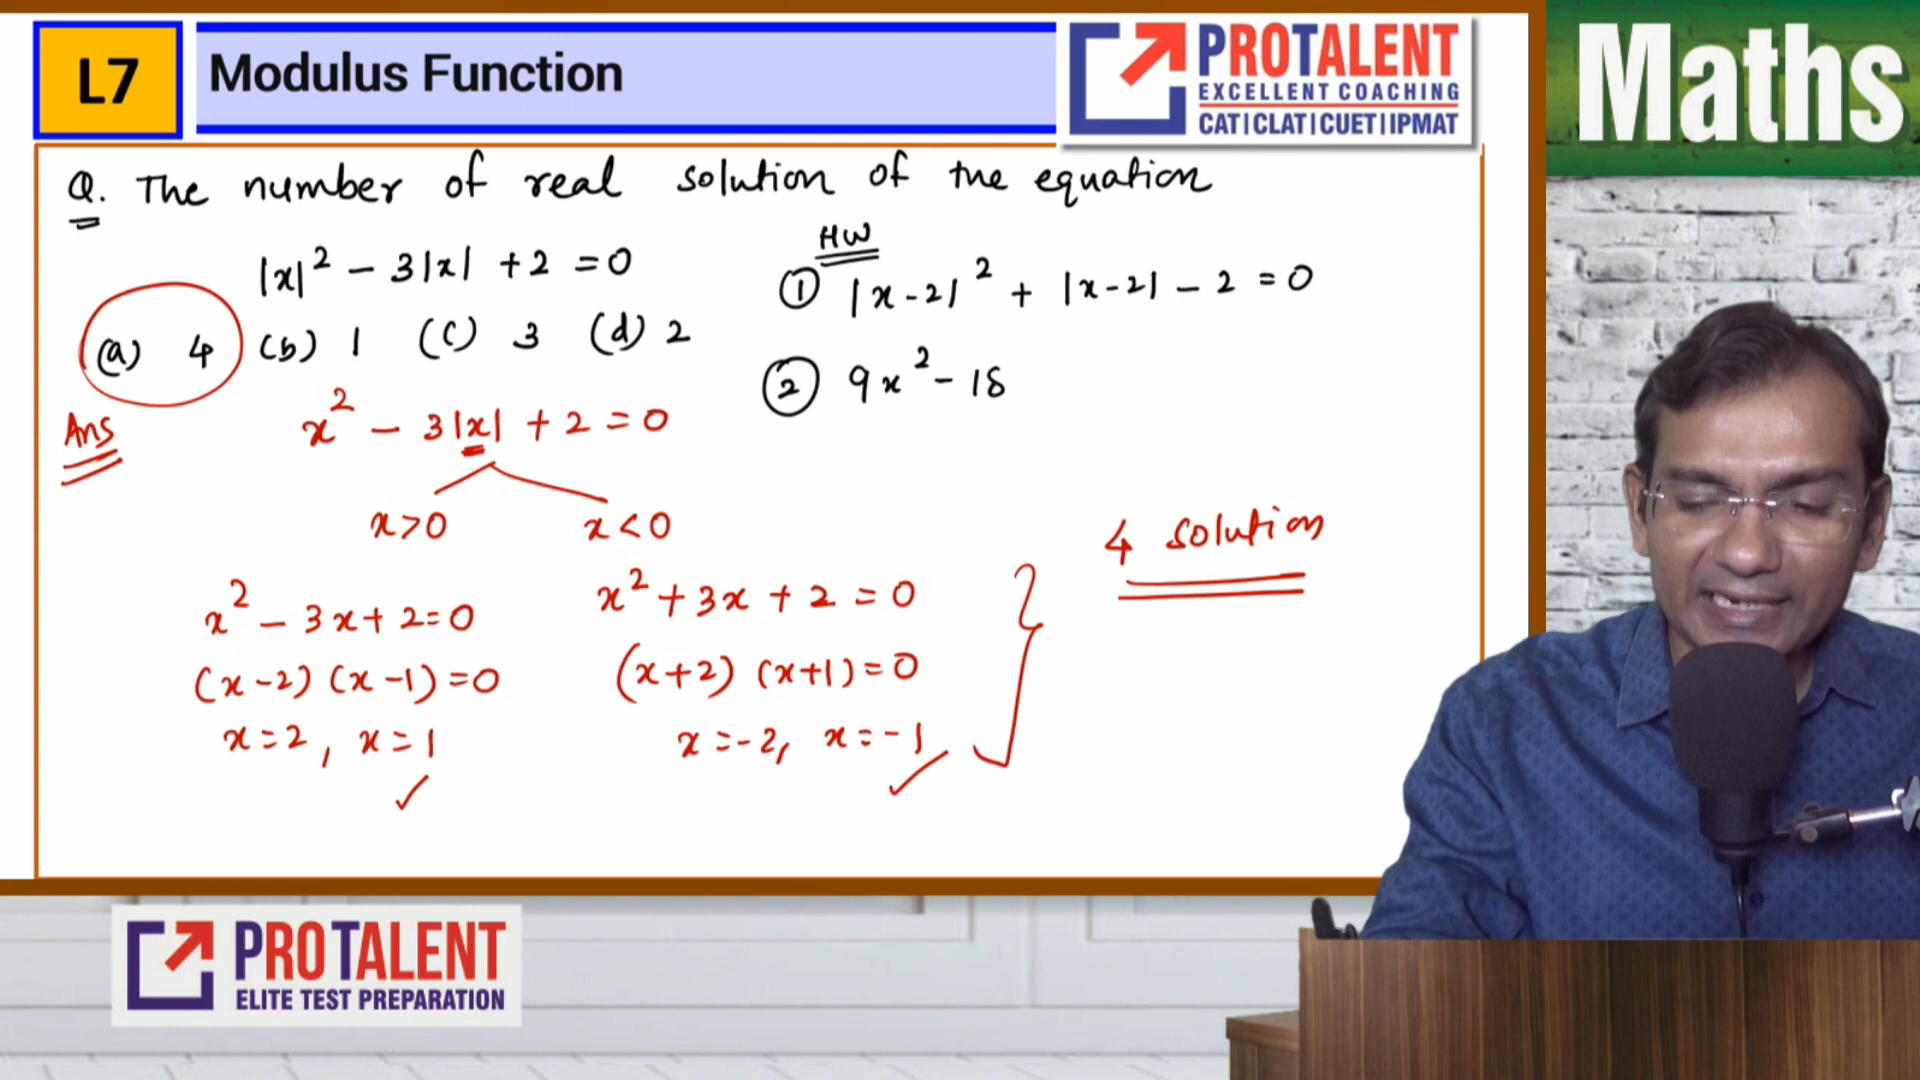 L7
Modulus Function
PROTALENT
EXCELLENT COACHING
CAT|CLAT|CUET|IPMAT
Maths
Q. The number of real solution of the equation
|x|² - 3|x| + 2 = 0
(a) 4 (b) 1 (c) 3 (d) 2
HW
① |x-2|² + |x-2| - 2 = 0
② 9x² - 18
Ans
x² - 3|x| + 2 = 0
x>0 x<0
x² - 3x + 2 = 0
(x-2) (x-1) = 0
x = 2, x = 1
x² + 3x + 2 = 0
(x+2) (x+1) = 0
x = -2, x = -1
4 solution
PROTALENT
ELITE TEST PREPARATION